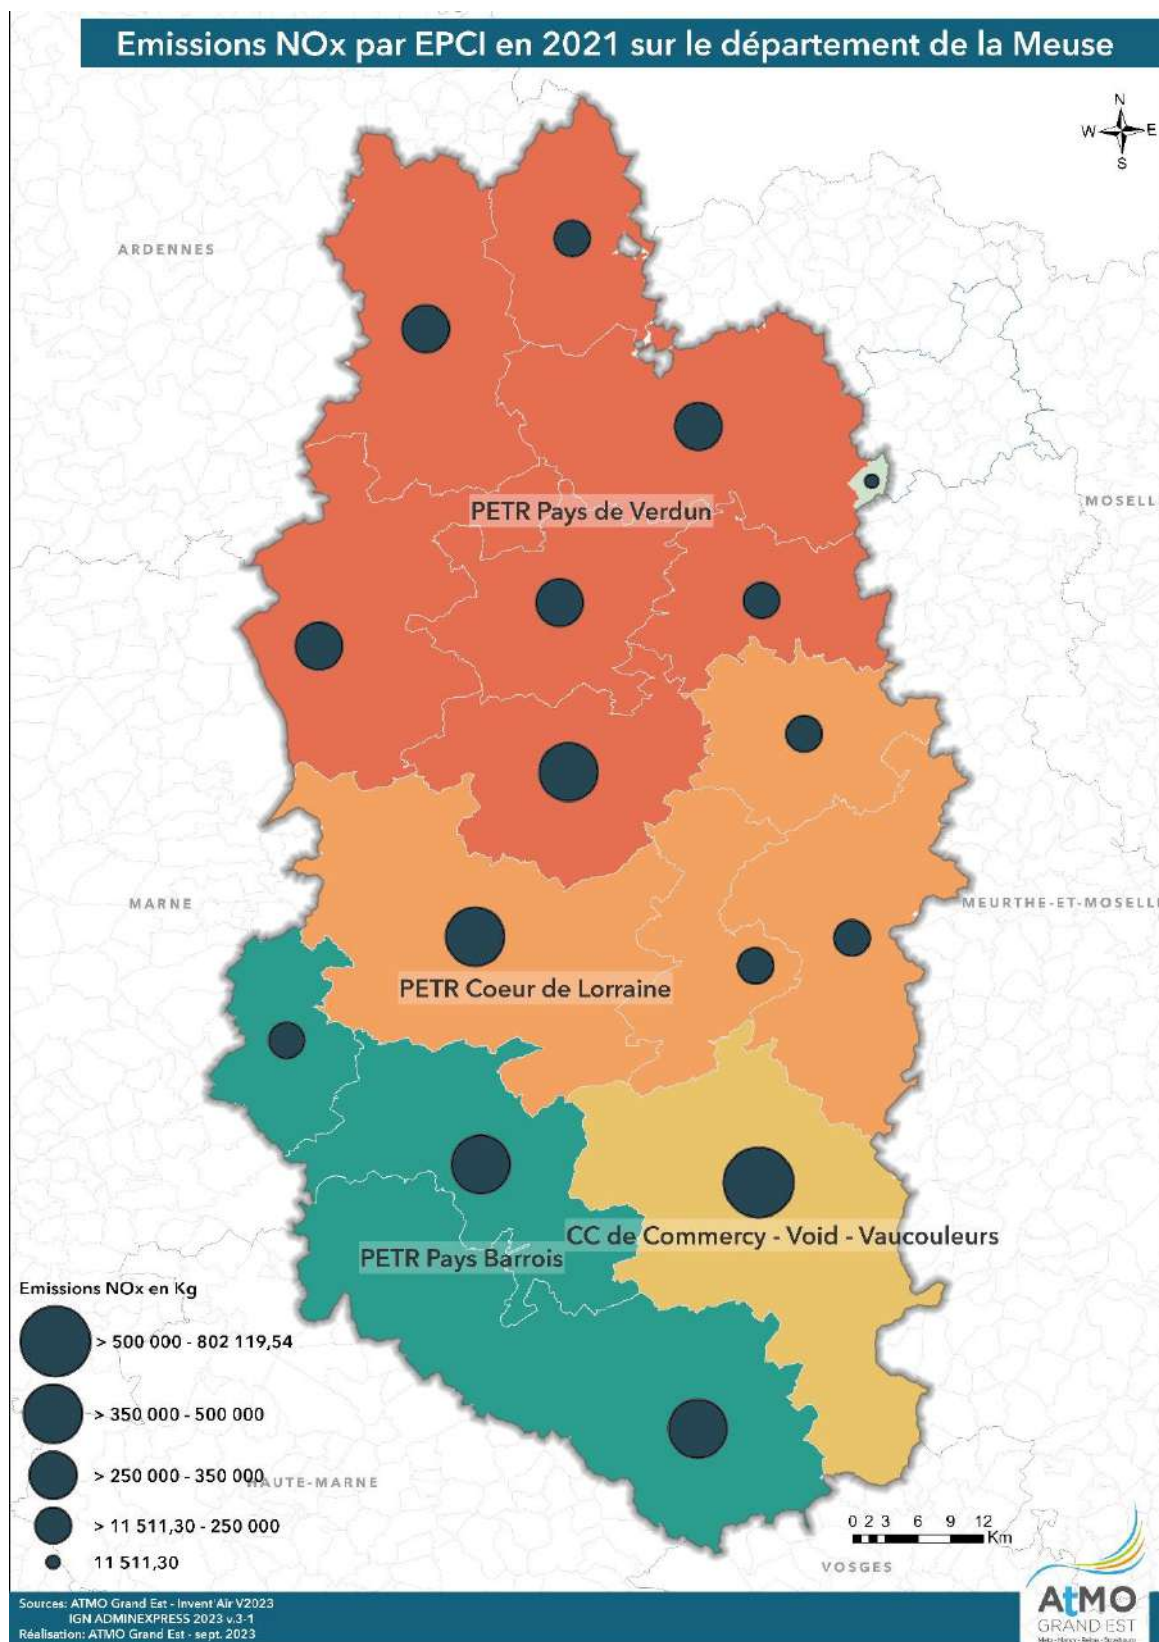 Emissions NOx par EPCI en 2021 sur le département de la Meuse
N
W E
S
ARDENNES
MOSELL
PETR Pays de Verdun
MARNE
MEURTHE-ET-MOSELL
PETR Coeur de Lorraine
CC de Commercy - Void - Vaucouleurs
PETR Pays Barrois
Emissions NOx en Kg
> 500 000 - 802 119,54
> 350 000 - 500 000
> 250 000 - 350 000
HAUTE-MARNE
> 11 511,30 - 250 000
11 511,30
0 2 3 6 9 12
Km
VOSGES
Sources: ATMO Grand Est - Invent'Air V2023
IGN ADMINEXPRESS 2023 v.3-1
Réalisation: ATMO Grand Est - sept. 2023
AtMO
GRAND EST
Metz - Nancy - Reims - Strasbourg